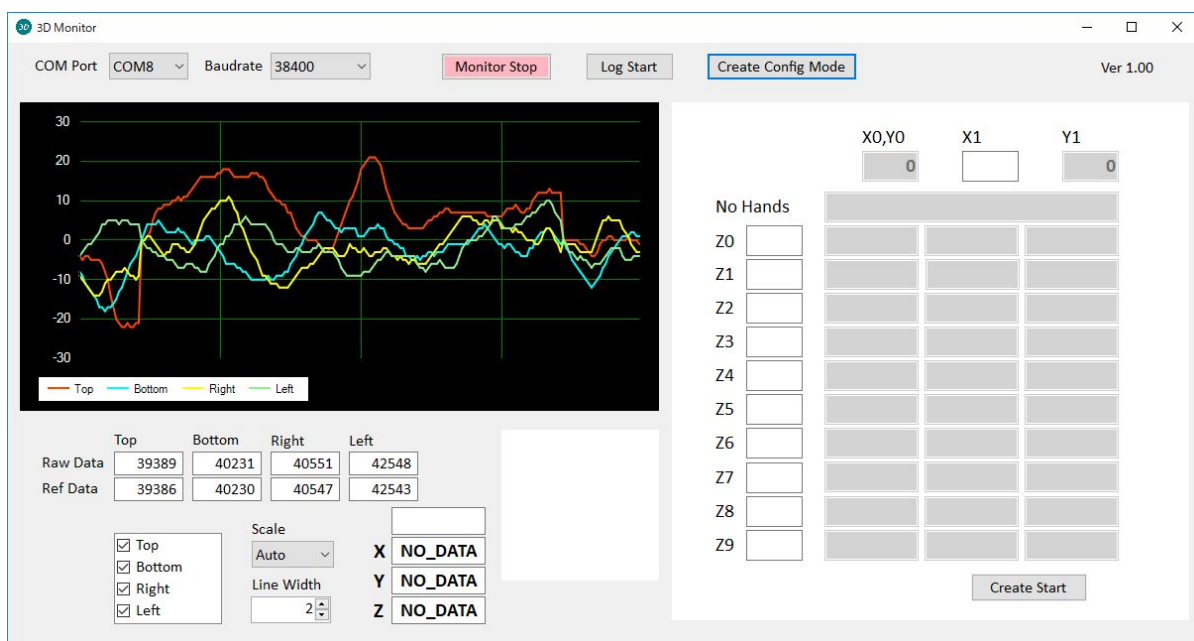 3D 3D Monitor
COM Port COM8 Baudrate 38400 Monitor Stop Log Start Create Config Mode Ver 1.00
30
20
10
0
-10
-20
-30
Top Bottom Right Left
Top Bottom Right Left
Raw Data 39389 40231 40551 42548
Ref Data 39386 40230 40547 42543
Top
Bottom
Right
Left
Scale
Auto
Line Width
2
X NO_DATA
Y NO_DATA
Z NO_DATA
X0,Y0 X1 Y1
0 0
No Hands
Z0
Z1
Z2
Z3
Z4
Z5
Z6
Z7
Z8
Z9
Create Start